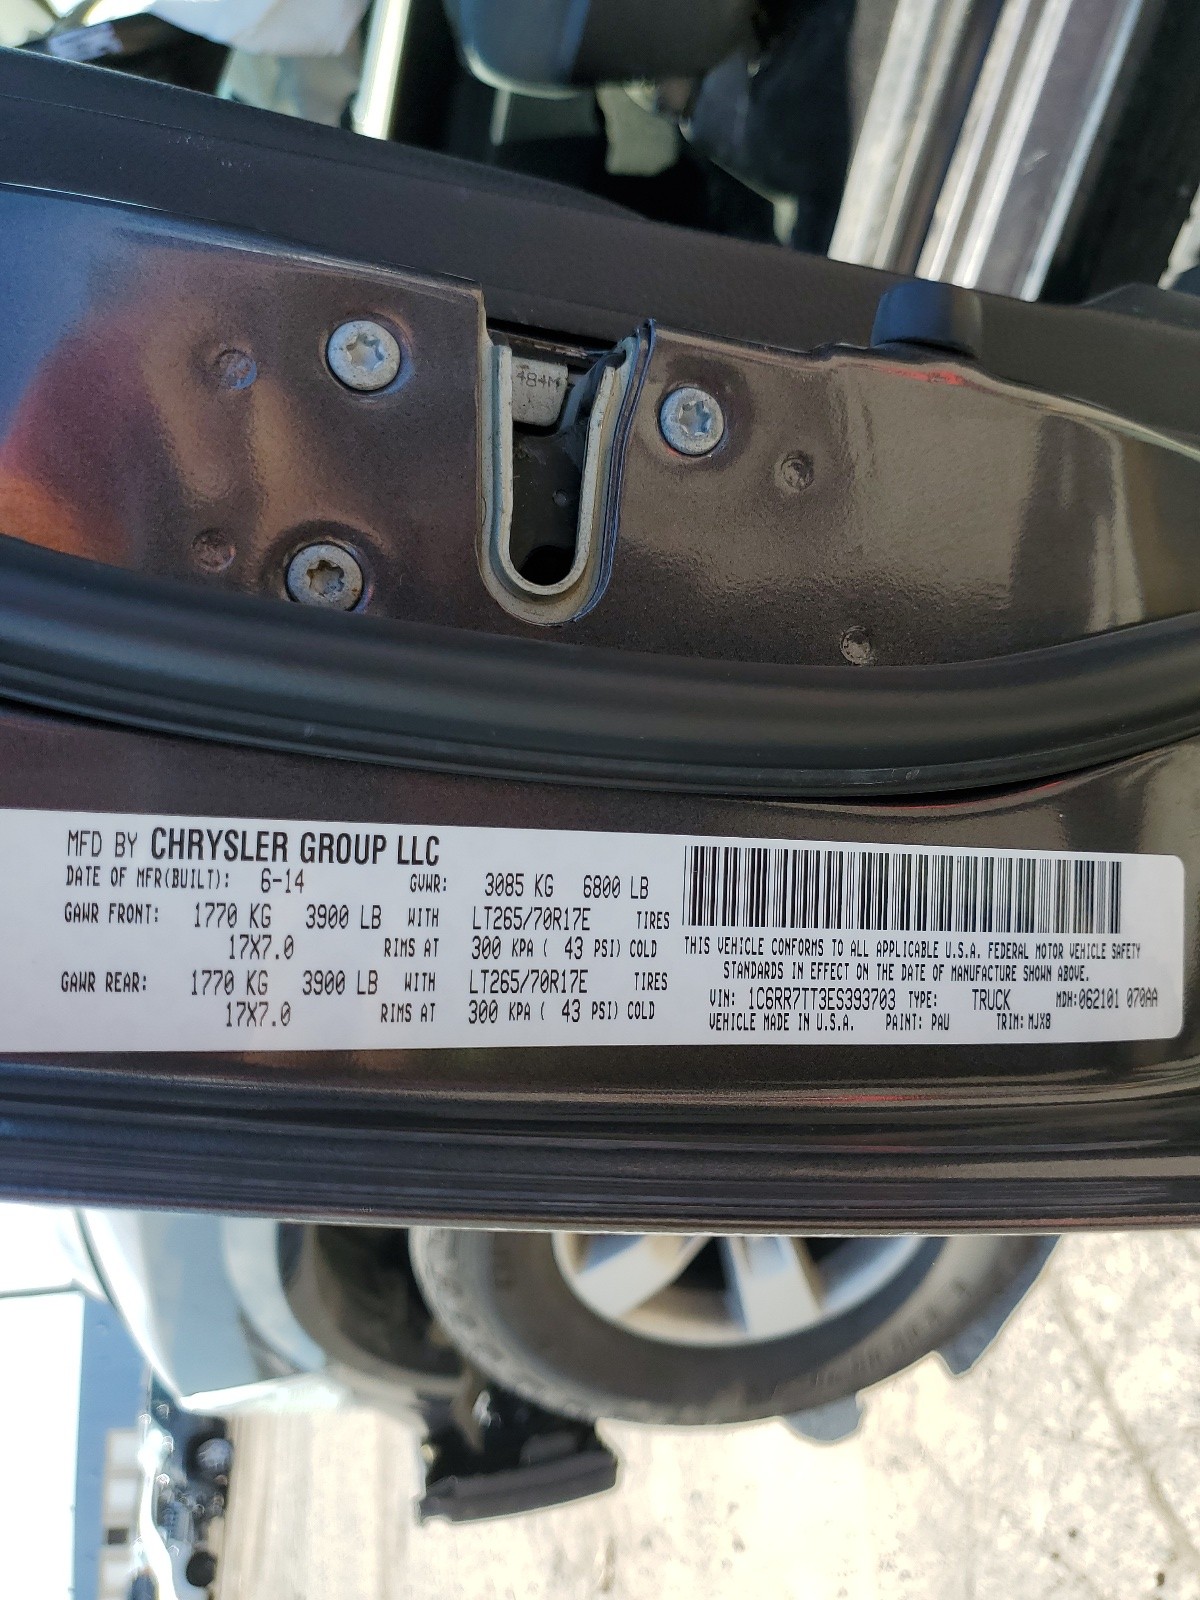 484M
MFD BY CHRYSLER GROUP LLC
DATE OF MFR(BUILT): 6-14 GVWR: 3085 KG 6800 LB
GAWR FRONT: 1770 KG 3900 LB WITH LT265/70R17E TIRES
17X7.0 RIMS AT 300 KPA ( 43 PSI) COLD
GAWR REAR: 1770 KG 3900 LB WITH LT265/70R17E TIRES
17X7.0 RIMS AT 300 KPA ( 43 PSI) COLD
THIS VEHICLE CONFORMS TO ALL APPLICABLE U.S.A. FEDERAL MOTOR VEHICLE SAFETY
STANDARDS IN EFFECT ON THE DATE OF MANUFACTURE SHOWN ABOVE.
VIN: 1C6RR7TT3ES393703 TYPE: TRUCK MDH:062101 070AA
VEHICLE MADE IN U.S.A. PAINT: PAU TRIM: MJX8